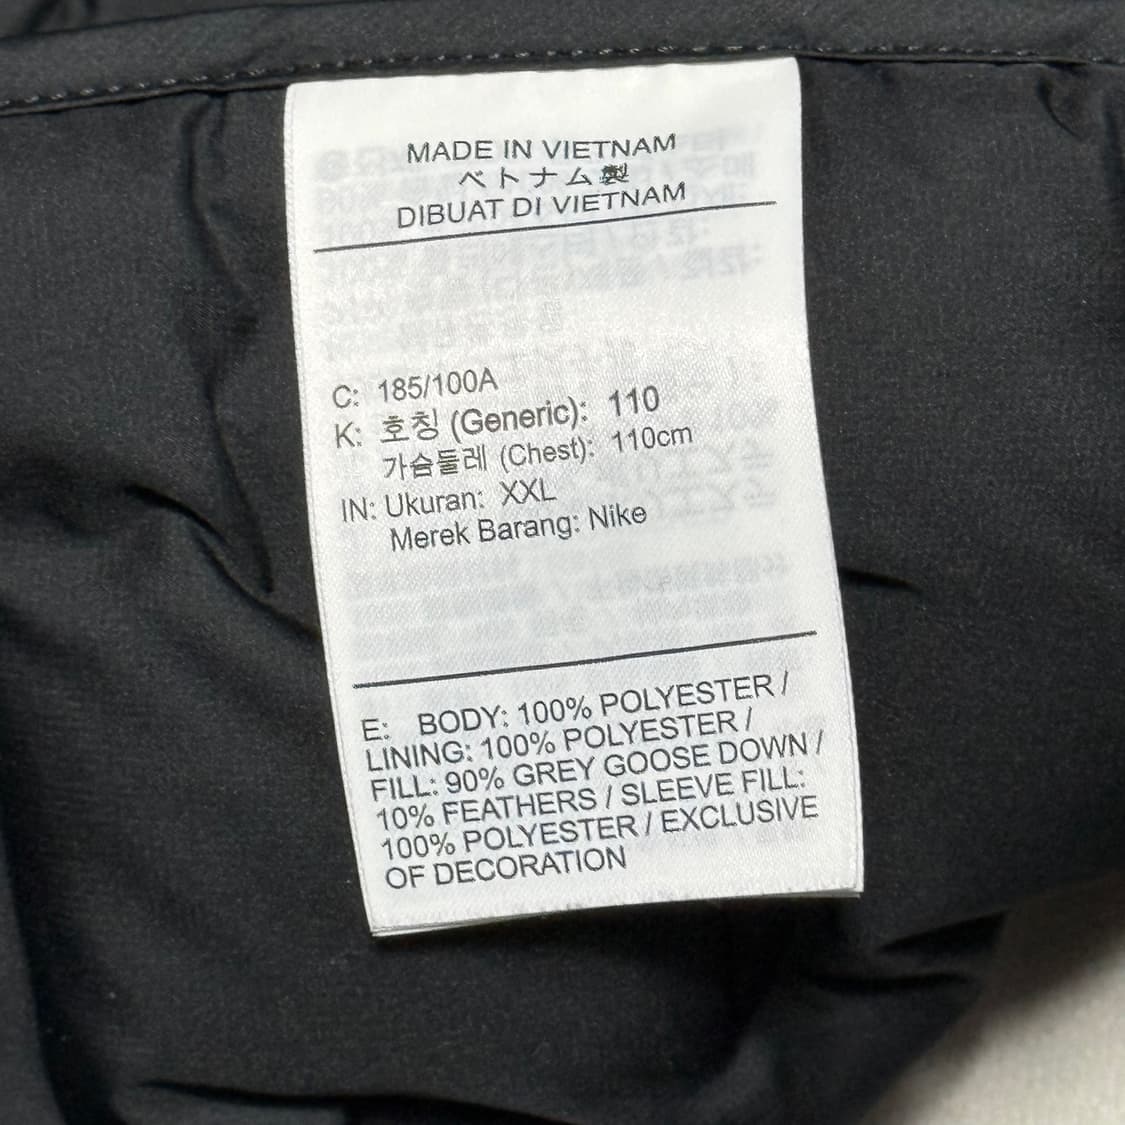 MADE IN VIETNAM
ベトナム製
DIBUAT DI VIETNAM
C: 185/100A
K: 호칭 (Generic): 110
가슴둘레 (Chest): 110cm
IN: Ukuran: XXL
Merek Barang: Nike
E: BODY: 100% POLYESTER /
LINING: 100% POLYESTER /
FILL: 90% GREY GOOSE DOWN /
10% FEATHERS / SLEEVE FILL:
100% POLYESTER / EXCLUSIVE
OF DECORATION